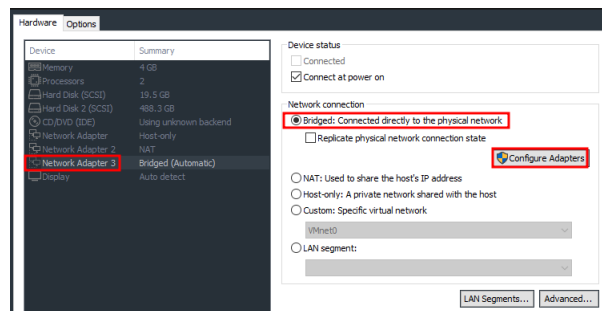 Hardware Options
Device Summary
Memory 4 GB
Processors 2
Hard Disk (SCSI) 19.5 GB
Hard Disk 2 (SCSI) 488.3 GB
CD/DVD (IDE) Using unknown backend
Network Adapter Host-only
Network Adapter 2 NAT
Network Adapter 3 Bridged (Automatic)
Display Auto detect
Device status
Connected
Connect at power on
Network connection
Bridged: Connected directly to the physical network
Replicate physical network connection state
Configure Adapters
NAT: Used to share the host's IP address
Host-only: A private network shared with the host
Custom: Specific virtual network
VMnet0
LAN segment:
LAN Segments... Advanced...